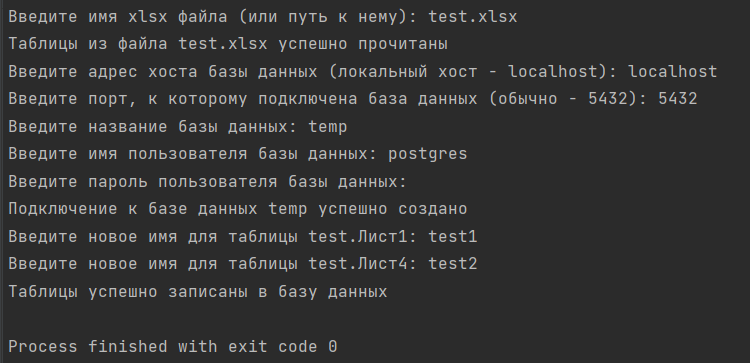 Введите имя xlsx файла (или путь к нему): test.xlsx
Таблицы из файла test.xlsx успешно прочитаны
Введите адрес хоста базы данных (локальный хост - localhost): localhost
Введите порт, к которому подключена база данных (обычно - 5432): 5432
Введите название базы данных: temp
Введите имя пользователя базы данных: postgres
Введите пароль пользователя базы данных:
Подключение к базе данных temp успешно создано
Введите новое имя для таблицы test.Лист1: test1
Введите новое имя для таблицы test.Лист4: test2
Таблицы успешно записаны в базу данных
Process finished with exit code 0